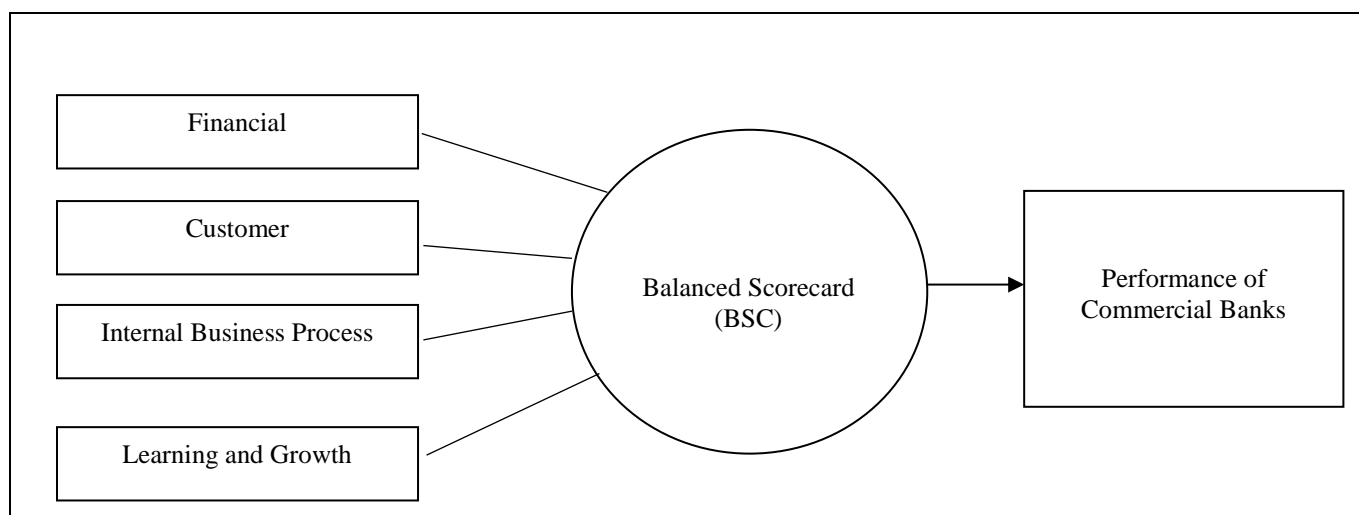 Financial
Customer
Internal Business Process
Learning and Growth
Balanced Scorecard
(BSC)
Performance of
Commercial Banks